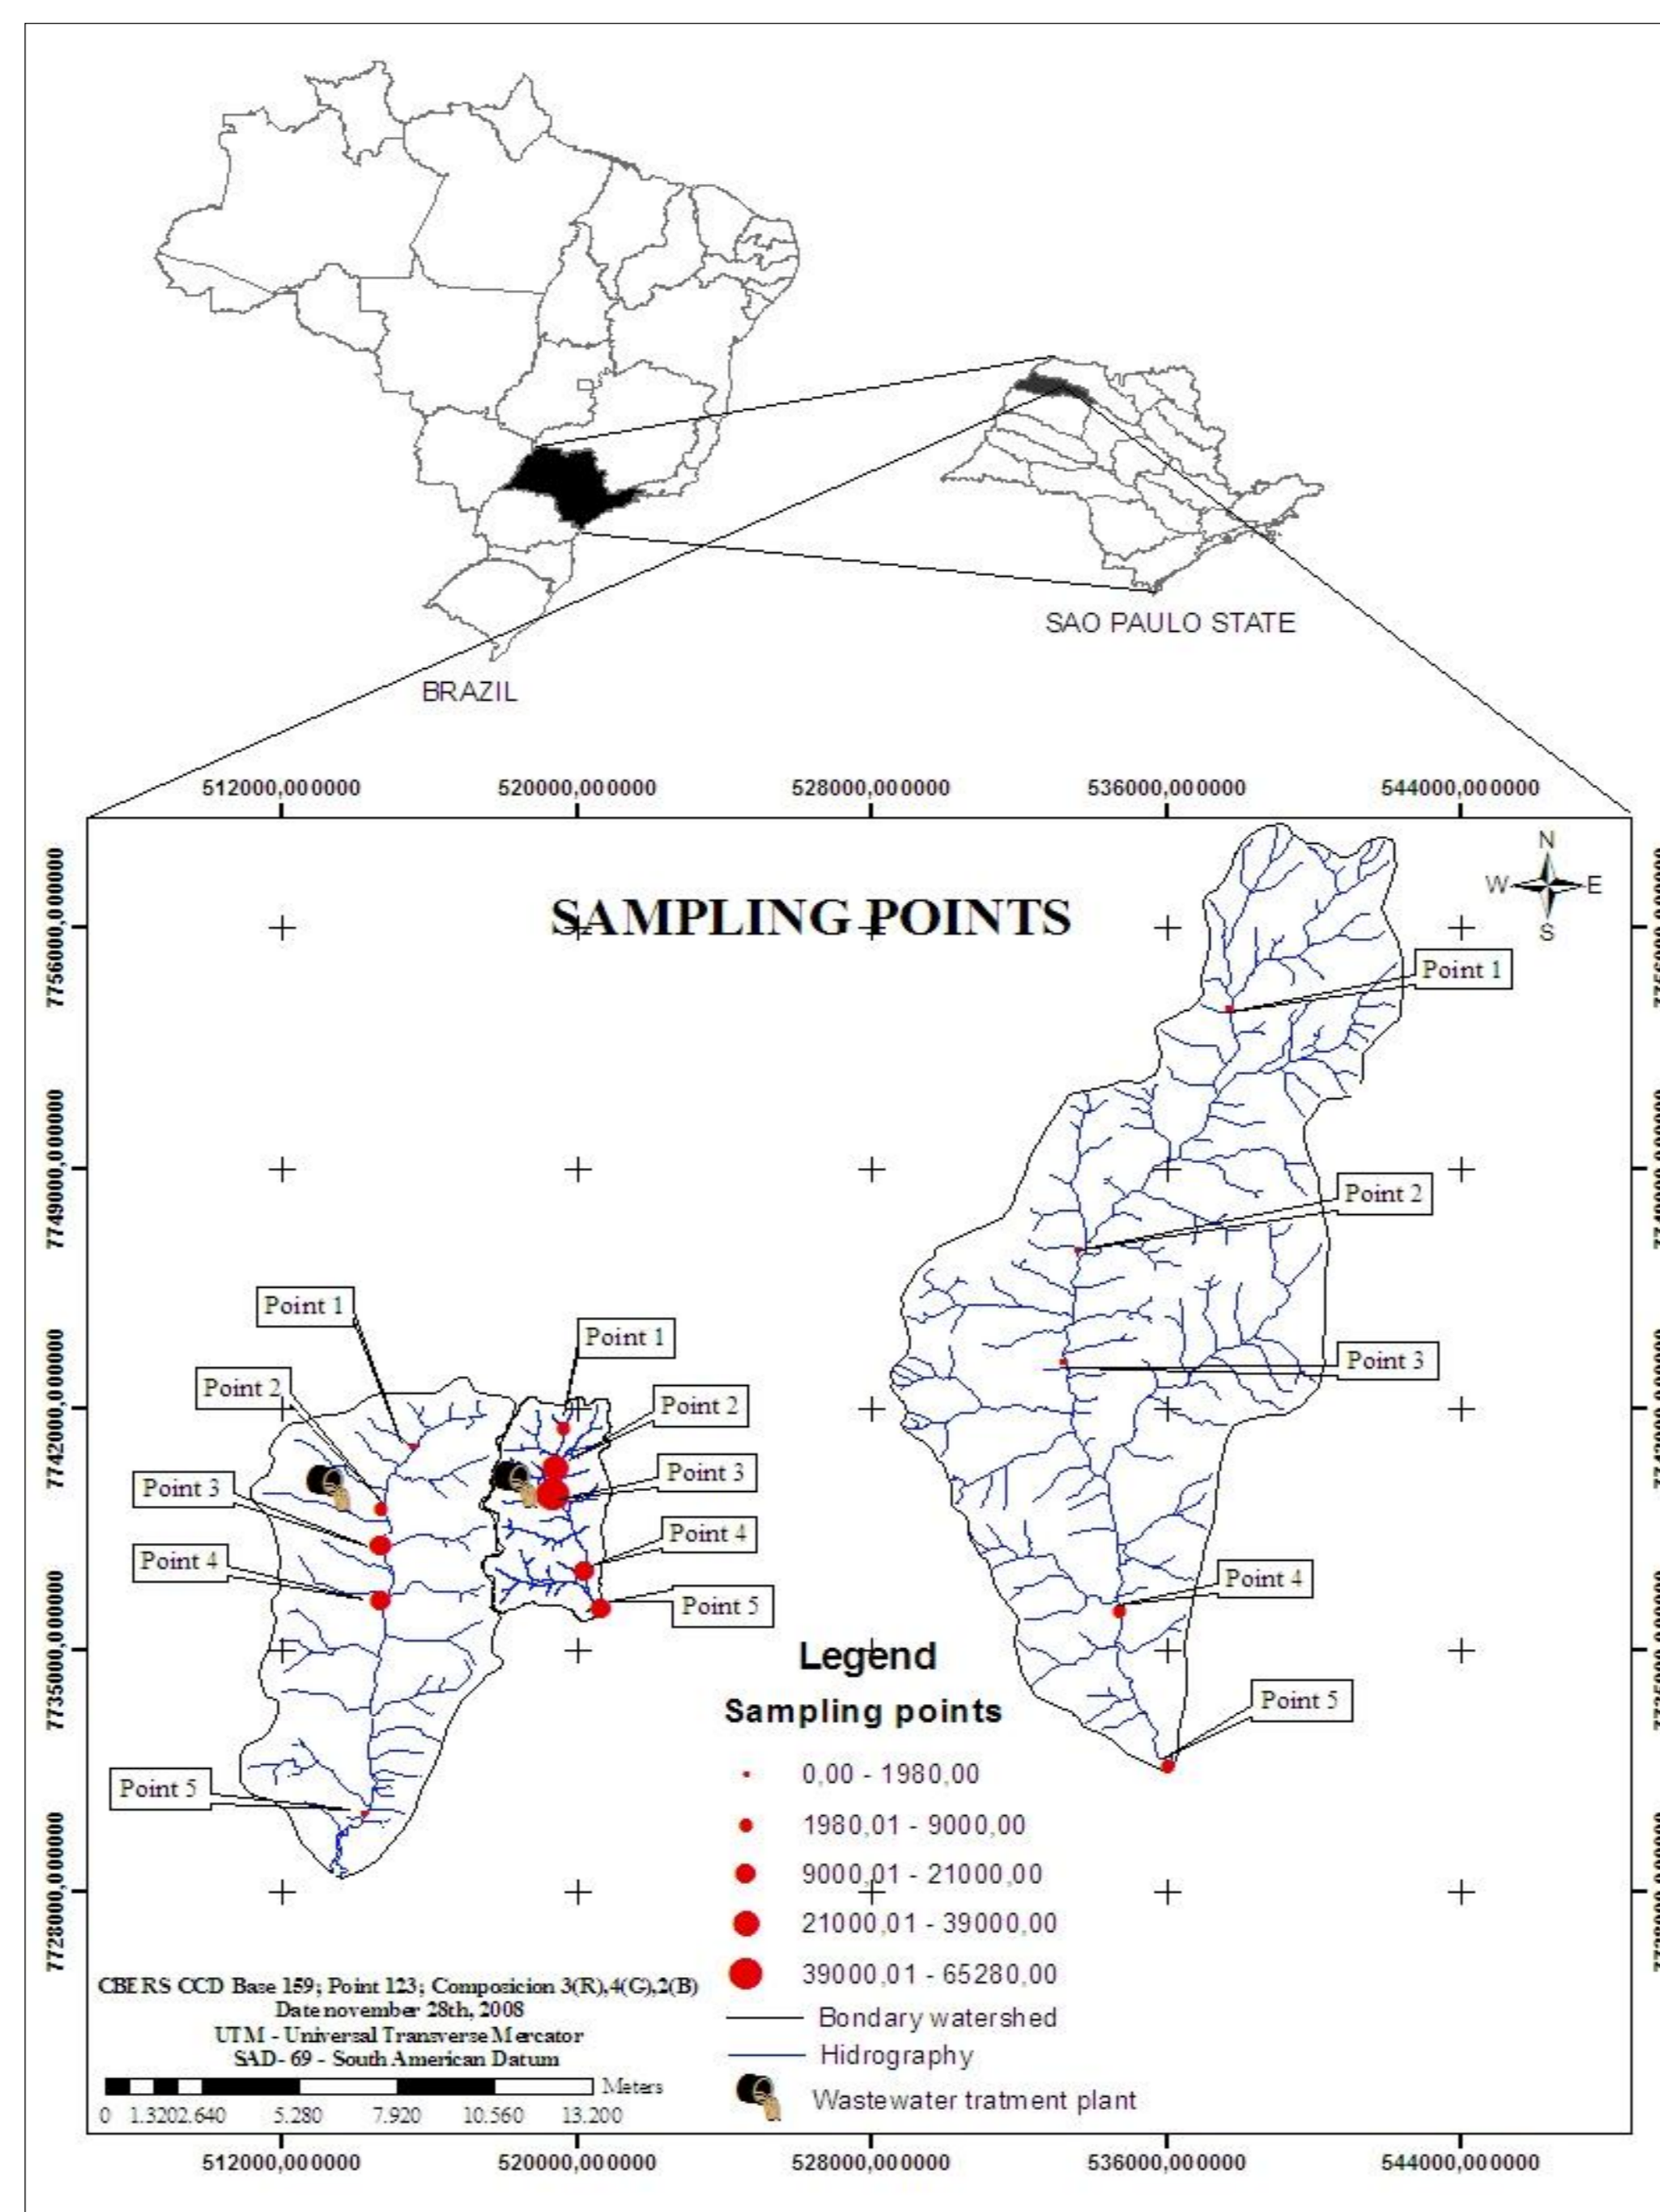 SAO PAULO STATE
BRAZIL
512000,000000 520000,000000 528000,000000 536000,000000 544000,000000
N
W E
S
SAMPLING POINTS
7756000,000000
7749000,000000
7742000,000000
7735000,000000
7728000,000000
Point 1
Point 2
Point 3
Point 4
Point 5
Point 1
Point 2
Point 3
Point 4
Point 5
Point 1
Point 2
Point 3
Point 4
Point 5
Legend
Sampling points
0,00 - 1980,00
1980,01 - 9000,00
9000,01 - 21000,00
21000,01 - 39000,00
39000,01 - 65280,00
Bondary watershed
Hidrography
Wastewater tratment plant
CBERS CCD Base 159; Point 123; Composicion 3(R),4(G),2(B)
Date november 28th, 2008
UTM - Universal Transverse Mercator
SAD- 69 - South American Datum
Meters
0 1.3202.640 5.280 7.920 10.560 13.200
512000,000000 520000,000000 528000,000000 536000,000000 544000,000000